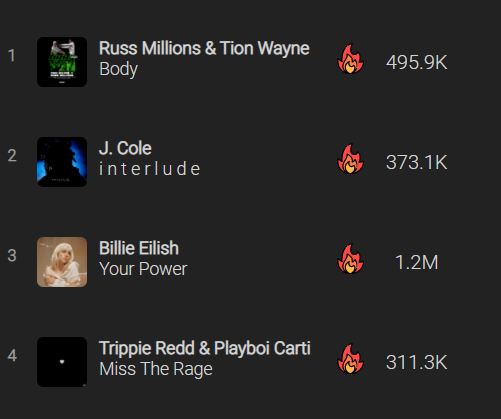 1
Russ Millions & Tion Wayne
Body
495.9K
2
J. Cole
i n t e r l u d e
373.1K
3
Billie Eilish
Your Power
1.2M
4
Trippie Redd & Playboi Carti
Miss The Rage
311.3K